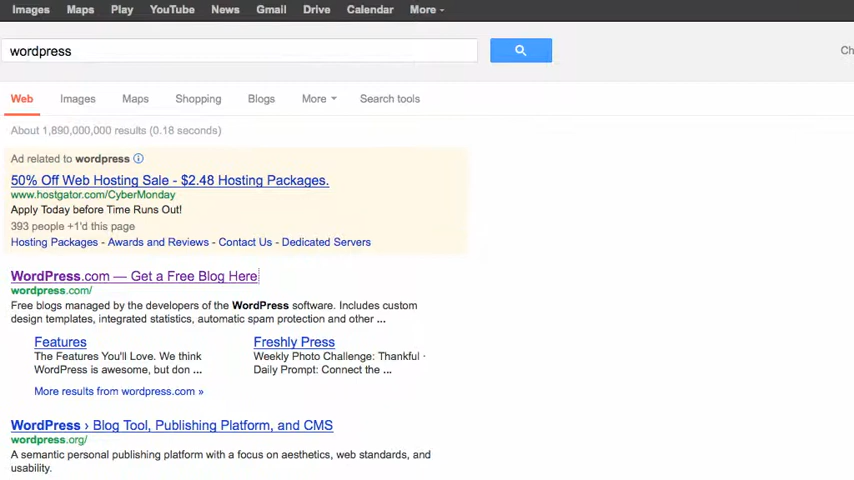 Images Maps Play YouTube News Gmail Drive Calendar More
wordpress
Ch
Web Images Maps Shopping Blogs More Search tools
About 1,890,000,000 results (0.18 seconds)
Ad related to wordpress
50% Off Web Hosting Sale - $2.48 Hosting Packages.
www.hostgator.com/CyberMonday
Apply Today before Time Runs Out!
393 people +1'd this page
Hosting Packages - Awards and Reviews - Contact Us - Dedicated Servers
WordPress.com — Get a Free Blog Here
wordpress.com/
Free blogs managed by the developers of the WordPress software. Includes custom
design templates, integrated statistics, automatic spam protection and other ...
Features
The Features You'll Love. We think
WordPress is awesome, but don ...
Freshly Press
Weekly Photo Challenge: Thankful ·
Daily Prompt: Connect the ...
More results from wordpress.com »
WordPress › Blog Tool, Publishing Platform, and CMS
wordpress.org/
A semantic personal publishing platform with a focus on aesthetics, web standards, and
usability.